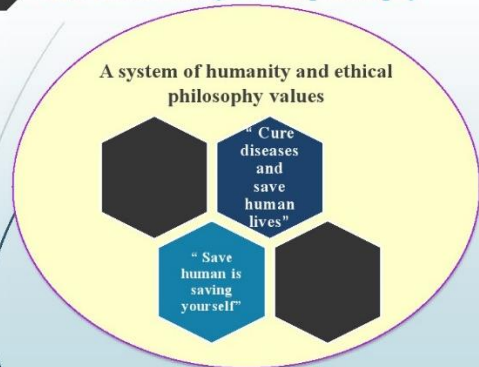 A system of humanity and ethical
philosophy values
“ Cure
diseases
and
save
human
lives”
“ Save
human is
saving
yourself”